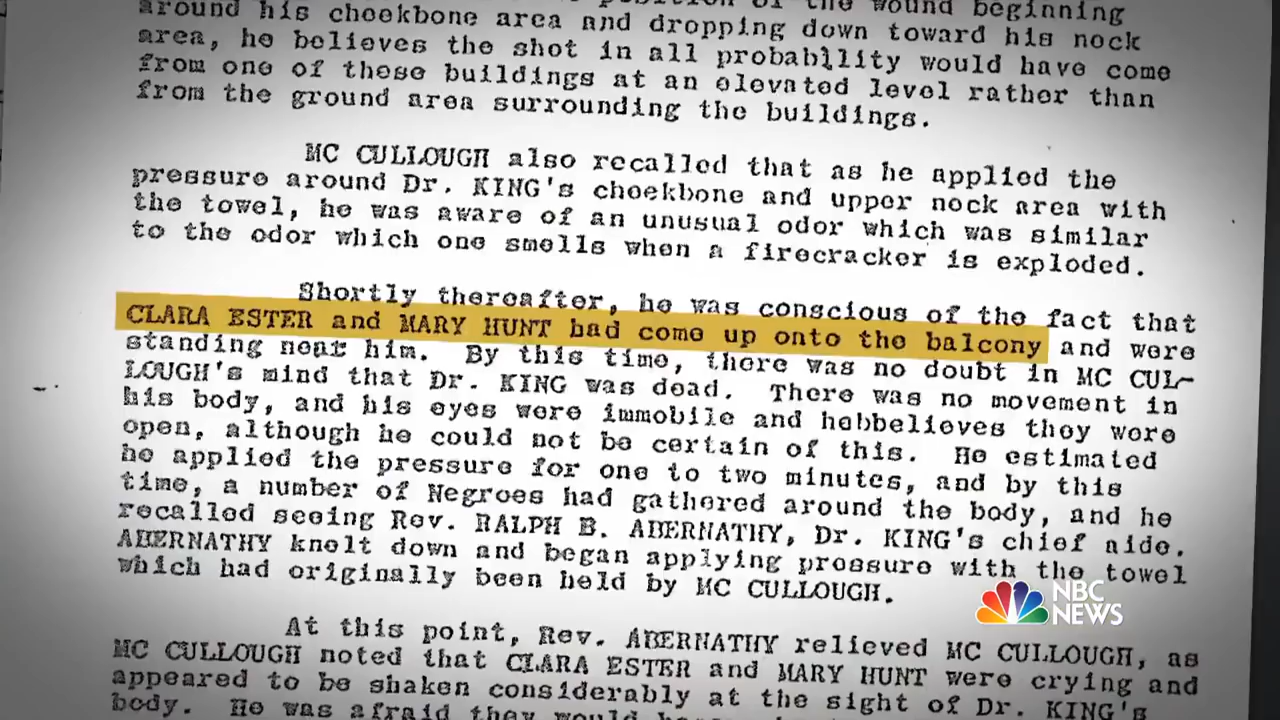 position of the wound beginning
around his cheekbone area and dropping down toward his neck
area, he believes the shot in all probability would have come
from one of these buildings at an elevated level rather than
from the ground area surrounding the buildings.
MC CULLOUGH also recalled that as he applied the
pressure around Dr. KING's cheekbone and upper neck area with
the towel, he was aware of an unusual odor which was similar
to the odor which one smells when a firecracker is exploded.
Shortly thereafter, he was conscious of the fact that
CLARA ESTER and MARY HUNT had come up onto the balcony and were
standing near him. By this time, there was no doubt in MC CUL-
LOUGH's mind that Dr. KING was dead. There was no movement in
his body, and his eyes were immobile and hebbelieves they were
open, although he could not be certain of this. He estimated
he applied the pressure for one to two minutes, and by this
time, a number of Negroes had gathered around the body, and he
recalled seeing Rev. RALPH B. ABERNATHY, Dr. KING's chief aide.
ABERNATHY knelt down and began applying pressure with the towel
which had originally been held by MC CULLOUGH.
NBC
NEWS
At this point, Rev. ABERNATHY relieved MC CULLOUGH, as
MC CULLOUGH noted that CLARA ESTER and MARY HUNT were crying and
appeared to be shaken considerably at the sight of Dr. KING's
body. He was afraid they would